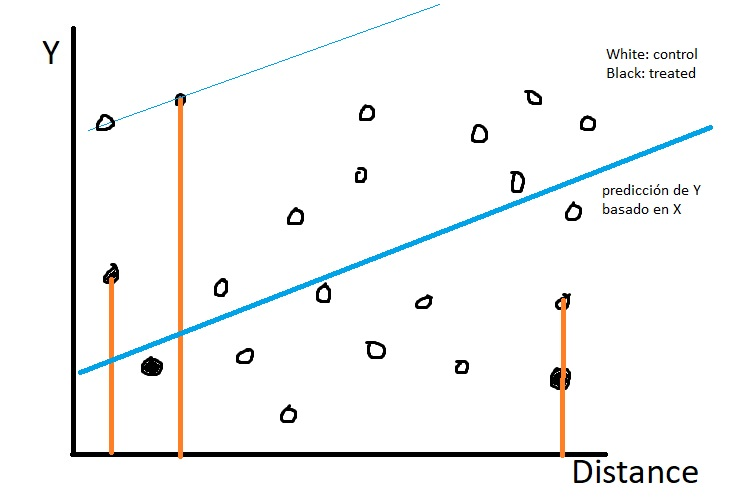 Y
White: control
Black: treated
predicción de Y
basado en X
Distance